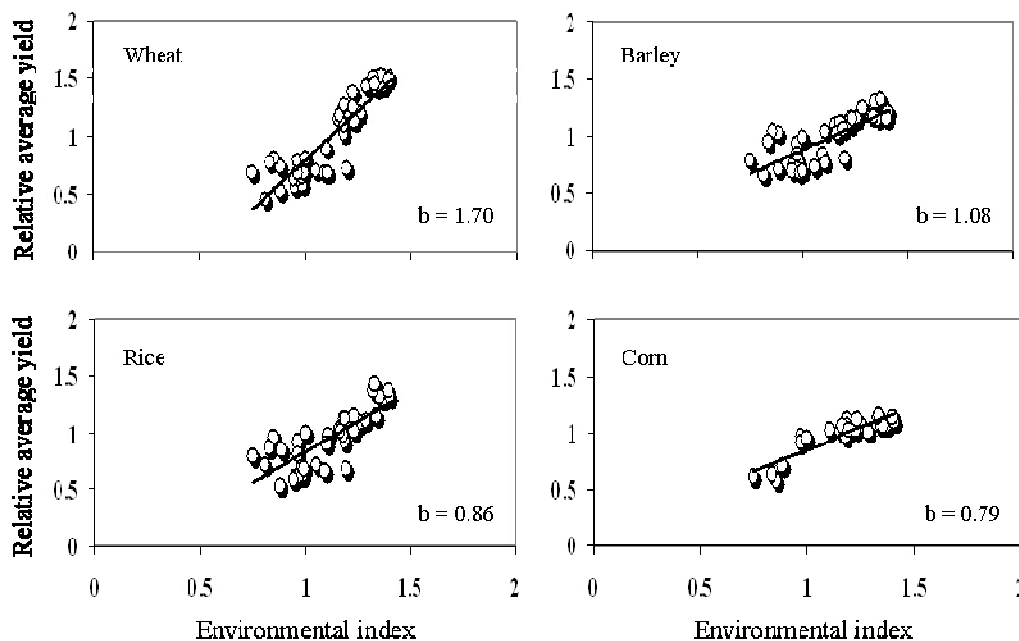 2
2
Wheat
Barley
1.5
1.5
1
1
0.5
0.5
b = 1.70
b = 1.08
0
0
Relative average yield
2
2
Rice
Corn
1.5
1.5
1
1
0.5
0.5
b = 0.86
b = 0.79
0
0
Relative average yield
0 0.5 1 1.5 2
0 0.5 1 1.5 2
Environmental index
Environmental index